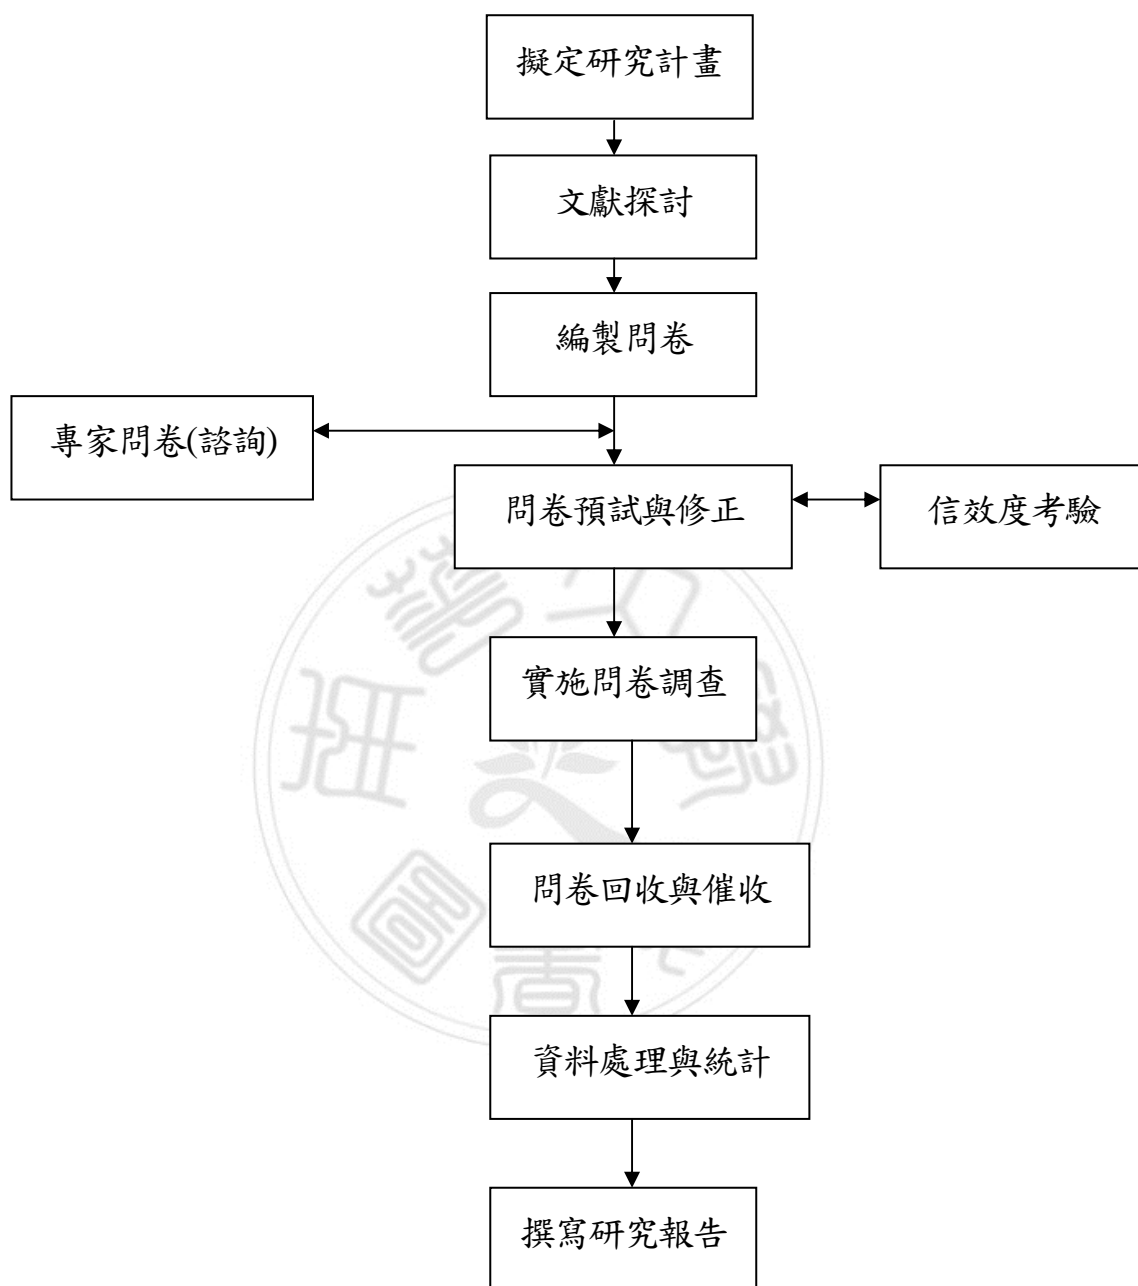 擬定研究計畫
文獻探討
編製問卷
專家問卷(諮詢)
問卷預試與修正
信效度考驗
實施問卷調查
問卷回收與催收
資料處理與統計
撰寫研究報告